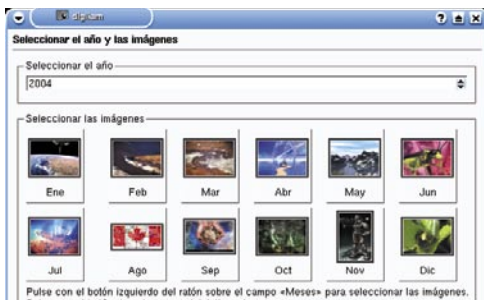 digiKam
Seleccionar el año y las imágenes
Seleccionar el año
2004
Seleccionar las imágenes
Ene Feb Mar Abr May Jun
Jul Ago Sep Oct Nov Dic
Pulse con el botón izquierdo del ratón sobre el campo «Meses» para seleccionar las imágenes.